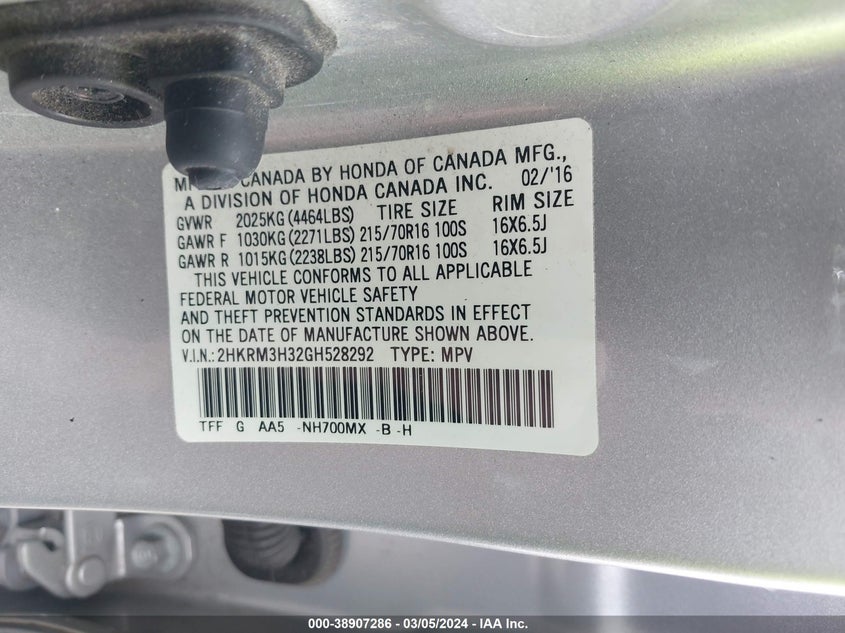 CANADA BY HONDA OF CANADA MFG.,
A DIVISION OF HONDA CANADA INC. 02/'16
GVWR 2025KG (4464LBS) TIRE SIZE RIM SIZE
GAWR F 1030KG (2271LBS) 215/70R16 100S 16X6.5J
GAWR R 1015KG (2238LBS) 215/70R16 100S 16X6.5J
THIS VEHICLE CONFORMS TO ALL APPLICABLE
FEDERAL MOTOR VEHICLE SAFETY
AND THEFT PREVENTION STANDARDS IN EFFECT
ON THE DATE OF MANUFACTURE SHOWN ABOVE.
V.I.N.: 2HKRM3H32GH528292 TYPE: MPV
TFF G AA5 -NH700MX -B -H
000-38907286 - 03/05/2024 - IAA Inc.